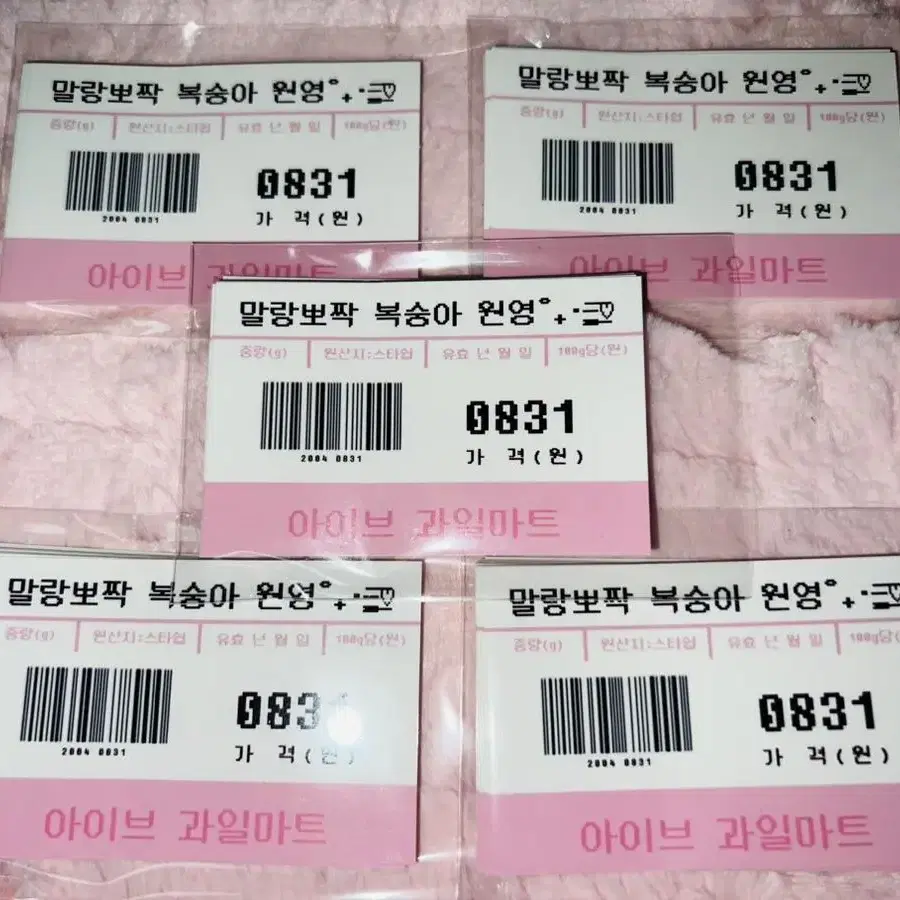 말랑뽀짝 복숭아 원영°₊·
중량(g) 원산지:스타쉽 유효 년 월 일 100g당(원)
2004 0831
0831
가 격(원)
아이브 과일마트
말랑뽀짝 복숭아 원영°₊·
중량(g) 원산지:스타쉽 유효 년 월 일 100g당(원)
2004 0831
0831
가 격(원)
아이브 과일마트
말랑뽀짝 복숭아 원영°₊·
중량(g) 원산지:스타쉽 유효 년 월 일 100g당(원)
2004 0831
0831
가 격(원)
아이브 과일마트
말랑뽀짝 복숭아 원영°₊·
중량(g) 원산지:스타쉽 유효 년 월 일 100g당(원)
2004 0831
0831
가 격(원)
아이브 과일마트
말랑뽀짝 복숭아 원영°₊·
중량(g) 원산지:스타쉽 유효 년 월 일 100g당(
2004 0831
0831
가 격(원)
아이브 과일마트